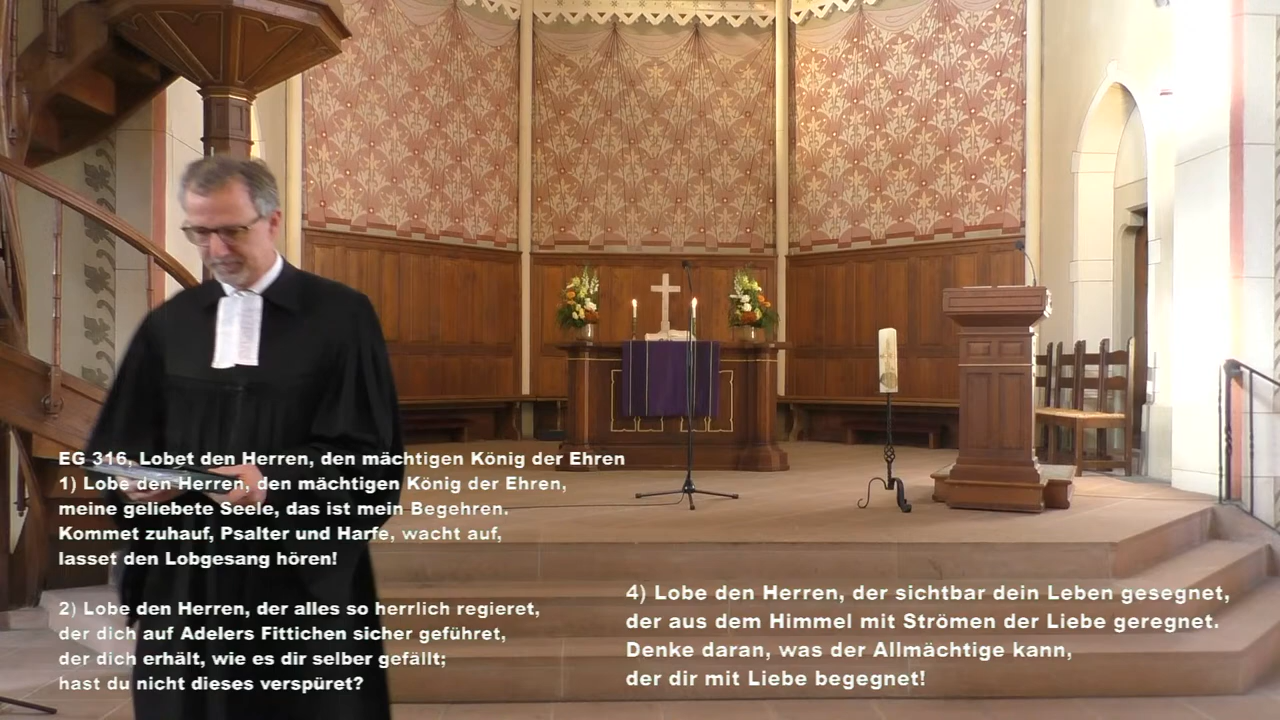 EG 316, Lobet den Herren, den mächtigen König der Ehren
1) Lobe den Herren, den mächtigen König der Ehren,
meine geliebete Seele, das ist mein Begehren.
Kommet zuhauf, Psalter und Harfe, wacht auf,
lasset den Lobgesang hören!
2) Lobe den Herren, der alles so herrlich regieret,
der dich auf Adelers Fittichen sicher geführet,
der dich erhält, wie es dir selber gefällt;
hast du nicht dieses verspüret?
4) Lobe den Herren, der sichtbar dein Leben gesegnet,
der aus dem Himmel mit Strömen der Liebe geregnet.
Denke daran, was der Allmächtige kann,
der dir mit Liebe begegnet!